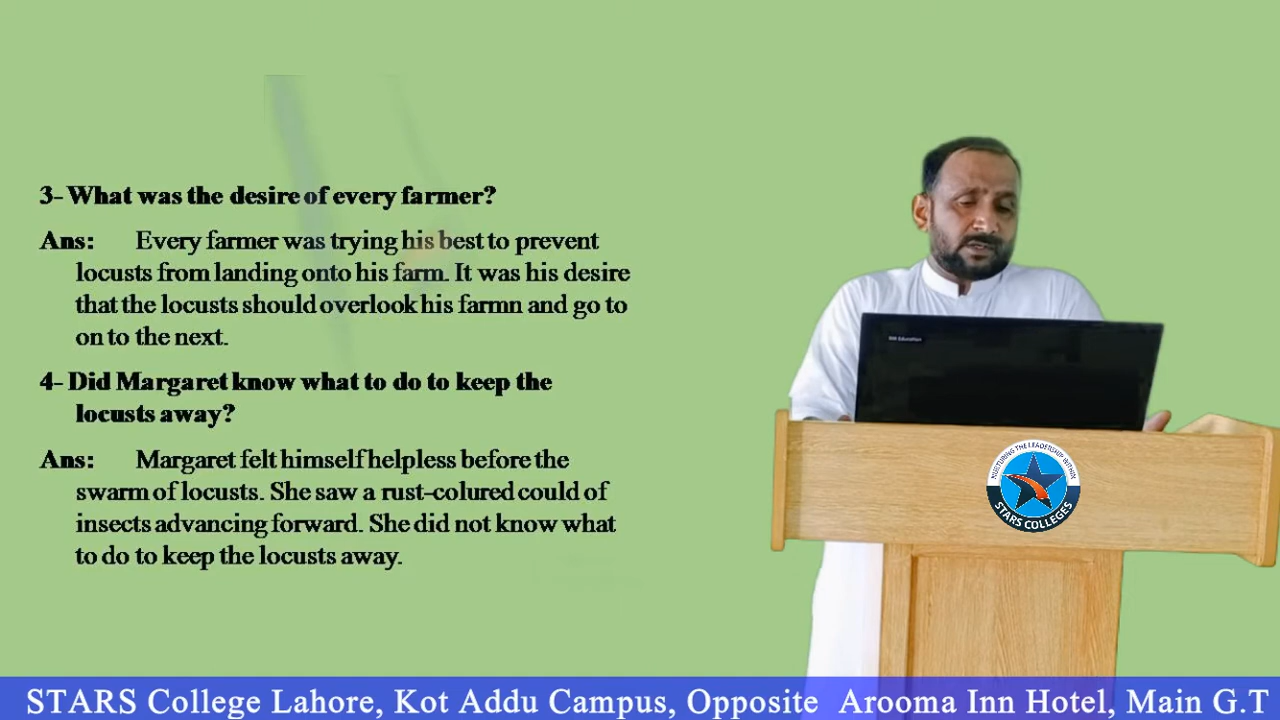 3- What was the desire of every farmer?
Ans: Every farmer was trying his best to prevent
locusts from landing onto his farm. It was his desire
that the locusts should overlook his farmn and go to
on to the next.
4- Did Margaret know what to do to keep the
locusts away?
Ans: Margaret felt himself helpless before the
swarm of locusts. She saw a rust-colured could of
insects advancing forward. She did not know what
to do to keep the locusts away.
NURTURING THE LEADERSHIP WITHIN
STARS COLLEGES
STARS College Lahore, Kot Addu Campus, Opposite Arooma Inn Hotel, Main G.T